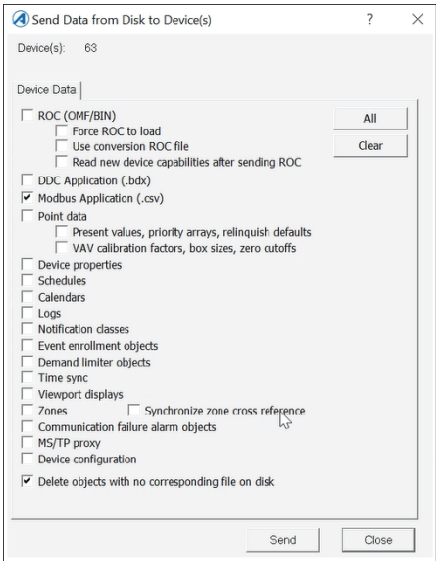 Send Data from Disk to Device(s)
Device(s): 63
Device Data
ROC (OMF/BIN)
All
Force ROC to load
Use conversion ROC file
Clear
Read new device capabilities after sending ROC
DDC Application (.bdx)
Modbus Application (.csv)
Point data
Present values, priority arrays, relinquish defaults
VAV calibration factors, box sizes, zero cutoffs
Device properties
Schedules
Calendars
Logs
Notification classes
Event enrollment objects
Demand limiter objects
Time sync
Viewport displays
Zones Synchronize zone cross reference
Communication failure alarm objects
MS/TP proxy
Device configuration
Delete objects with no corresponding file on disk
Send Close